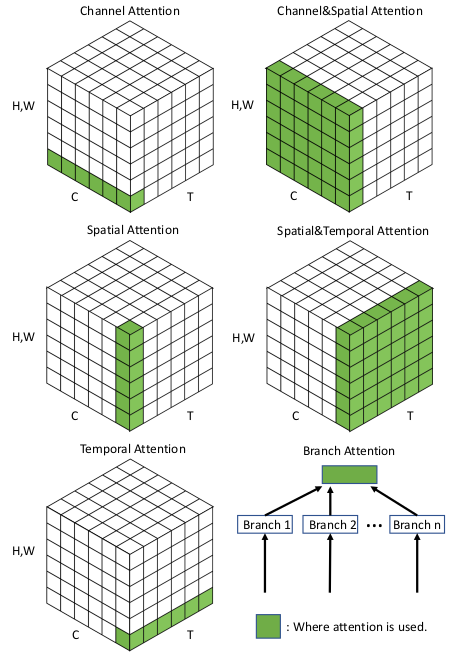 Channel Attention
Channel&Spatial Attention
H,W
C
T
H,W
C
T
Spatial Attention
Spatial&Temporal Attention
H,W
C
T
H,W
C
T
Temporal Attention
Branch Attention
H,W
C
T
Branch 1
Branch 2
•••
Branch n
: Where attention is used.